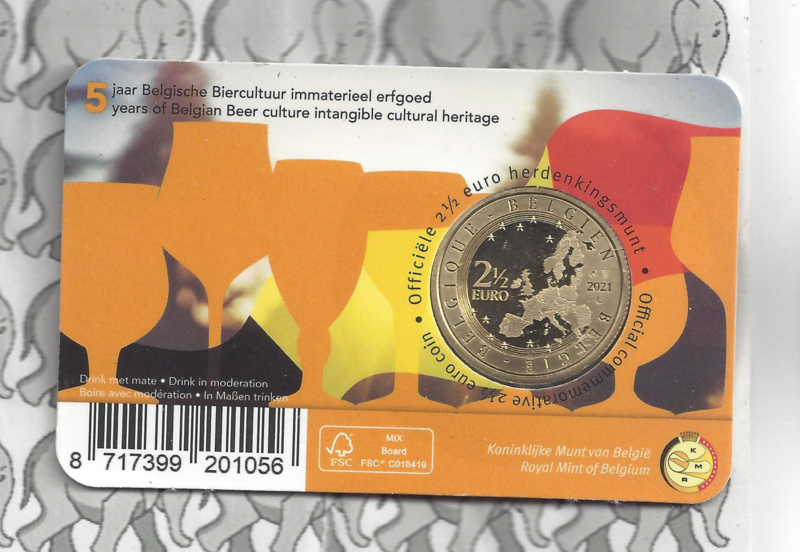 5 jaar Belgische Biercultuur immaterieel erfgoed
years of Belgian Beer culture intangible cultural heritage
Officiële 2½ euro herdenkingsmunt •
Official commemorative 2½ euro coin •
BELGIQUE - BELGIEN - BELGIË
2½
EURO
2021
Drink met mate • Drink in moderation
Boire avec modération • In Maßen trinken
8 717399 201056
FSC
MIX
Board
FSC® C018419
Koninklijke Munt van België
Royal Mint of Belgium
K
M
R